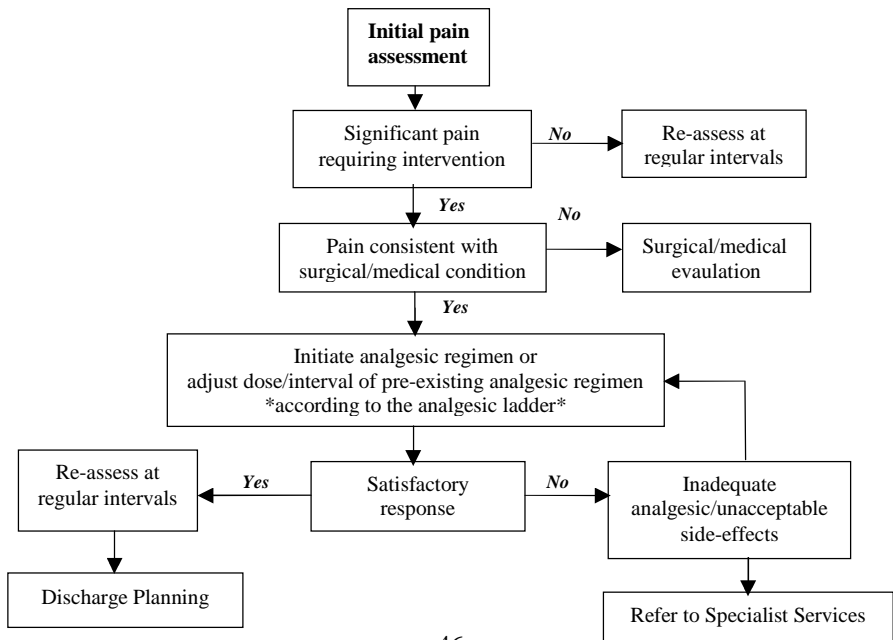 Initial pain
assessment
Significant pain
requiring intervention
No
Re-assess at
regular intervals
Yes
Pain consistent with
surgical/medical condition
No
Surgical/medical
evaulation
Yes
Initiate analgesic regimen or
adjust dose/interval of pre-existing analgesic regimen
*according to the analgesic ladder*
Re-assess at
regular intervals
Yes
Satisfactory
response
No
Inadequate
analgesic/unacceptable
side-effects
Discharge Planning
Refer to Specialist Services